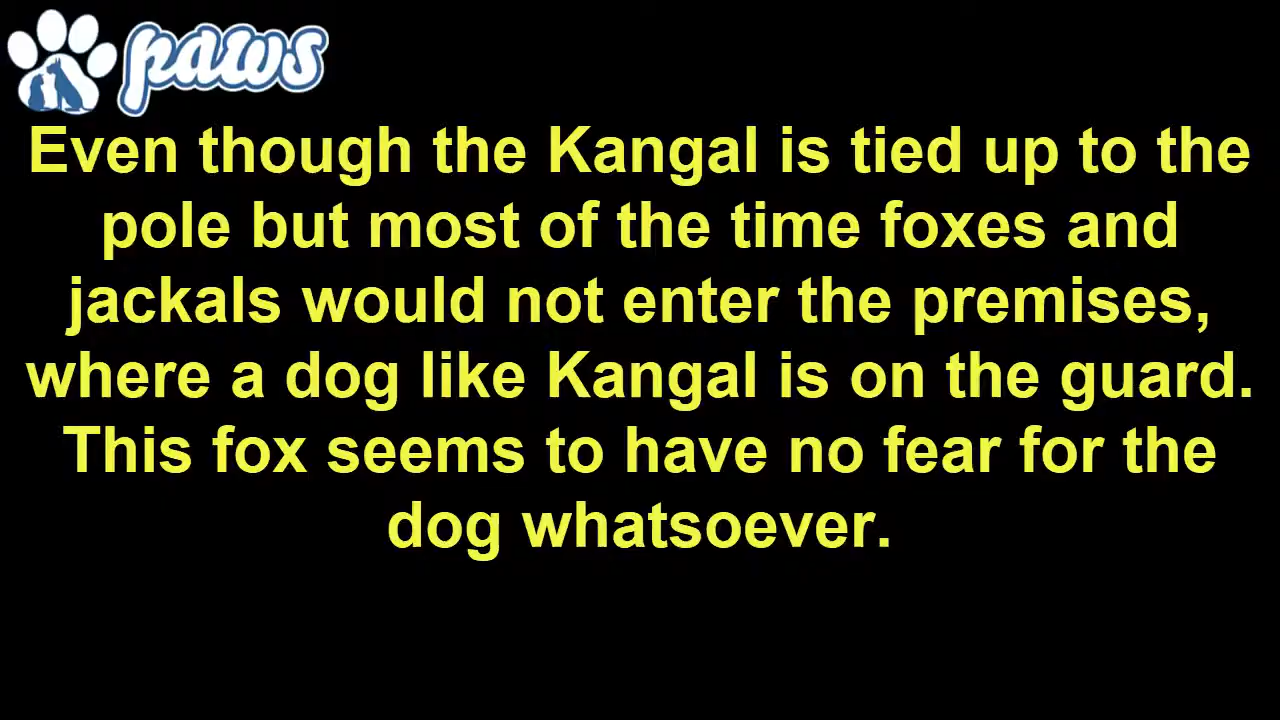 paws
Even though the Kangal is tied up to the
pole but most of the time foxes and
jackals would not enter the premises,
where a dog like Kangal is on the guard.
This fox seems to have no fear for the
dog whatsoever.